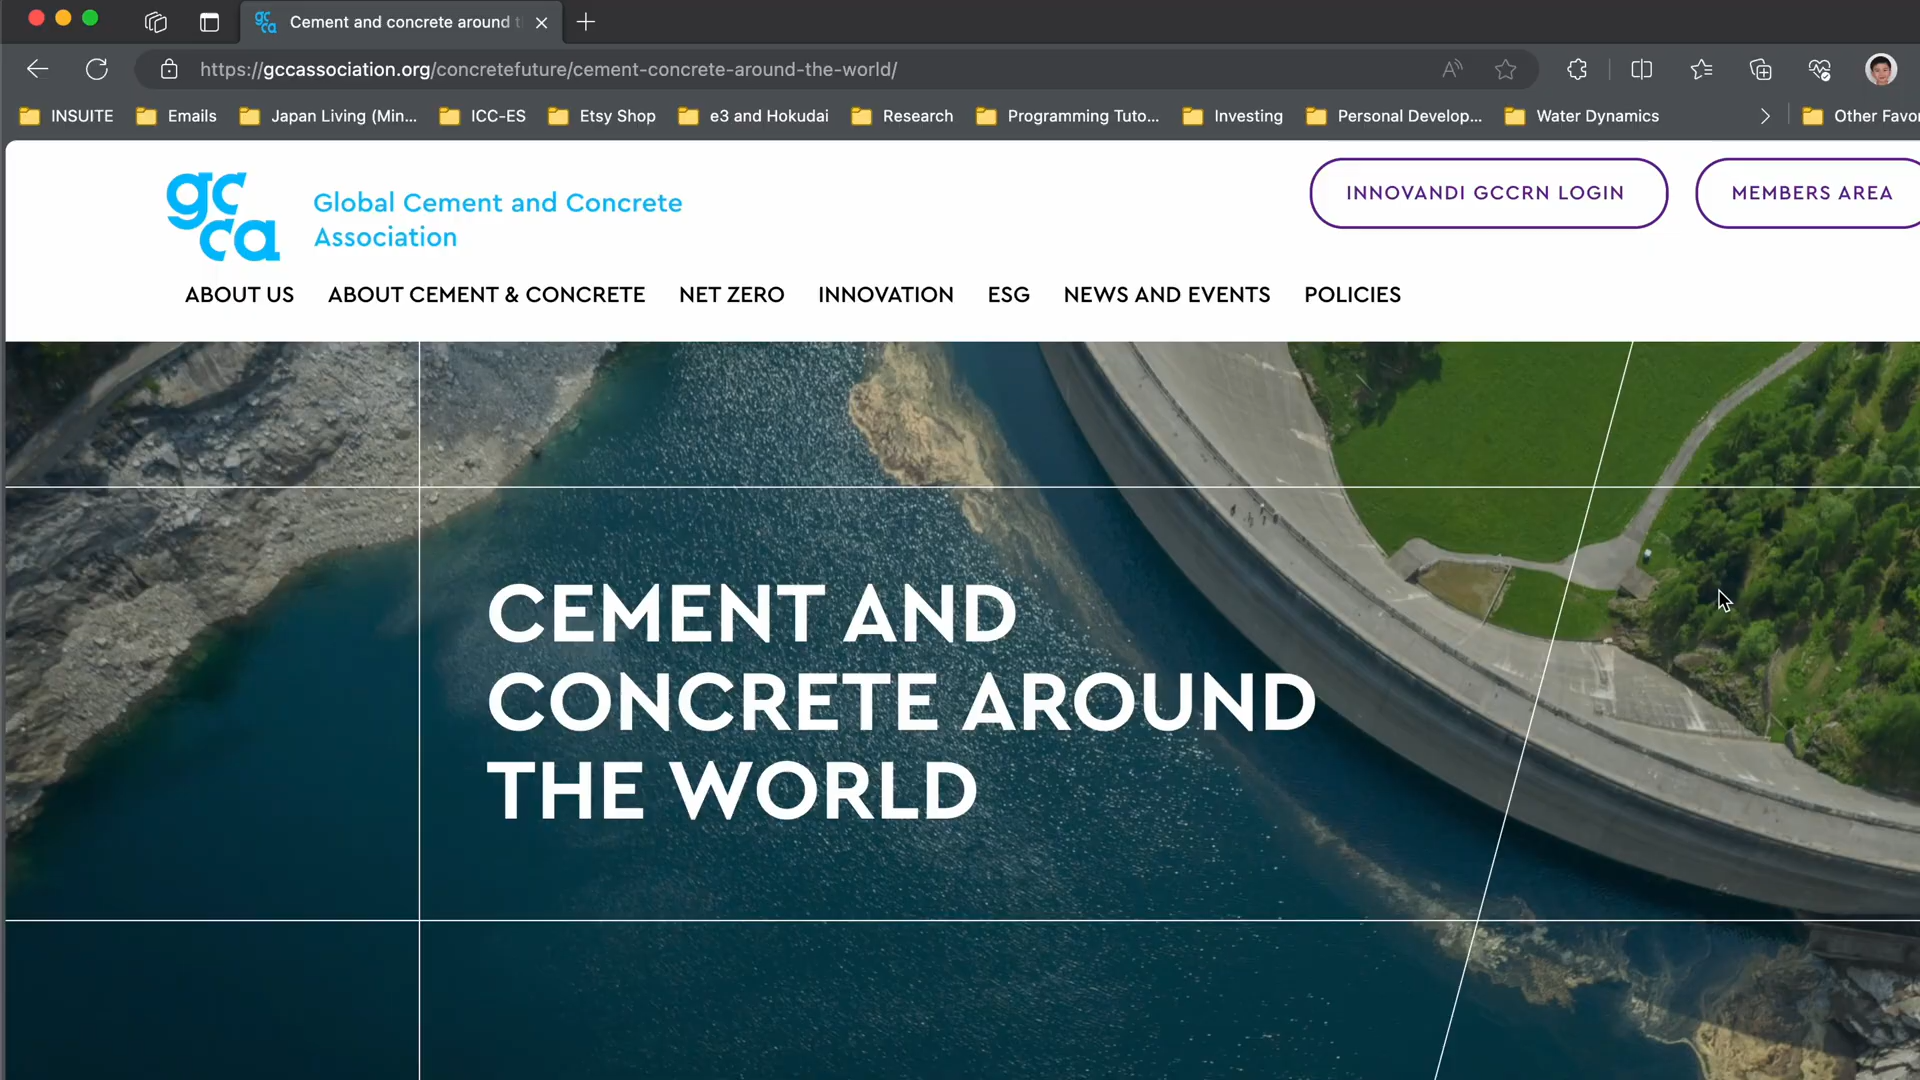 Cement and concrete around t
https://gccassociation.org/concretefuture/cement-concrete-around-the-world/
INSUITE
Emails
Japan Living (Min...
ICC-ES
Etsy Shop
e3 and Hokudai
Research
Programming Tuto...
Investing
Personal Develop...
Water Dynamics
Other Favor
gc
ca
Global Cement and Concrete
Association
INNOVANDI GCCRN LOGIN
MEMBERS AREA
ABOUT US
ABOUT CEMENT & CONCRETE
NET ZERO
INNOVATION
ESG
NEWS AND EVENTS
POLICIES
CEMENT AND
CONCRETE AROUND
THE WORLD